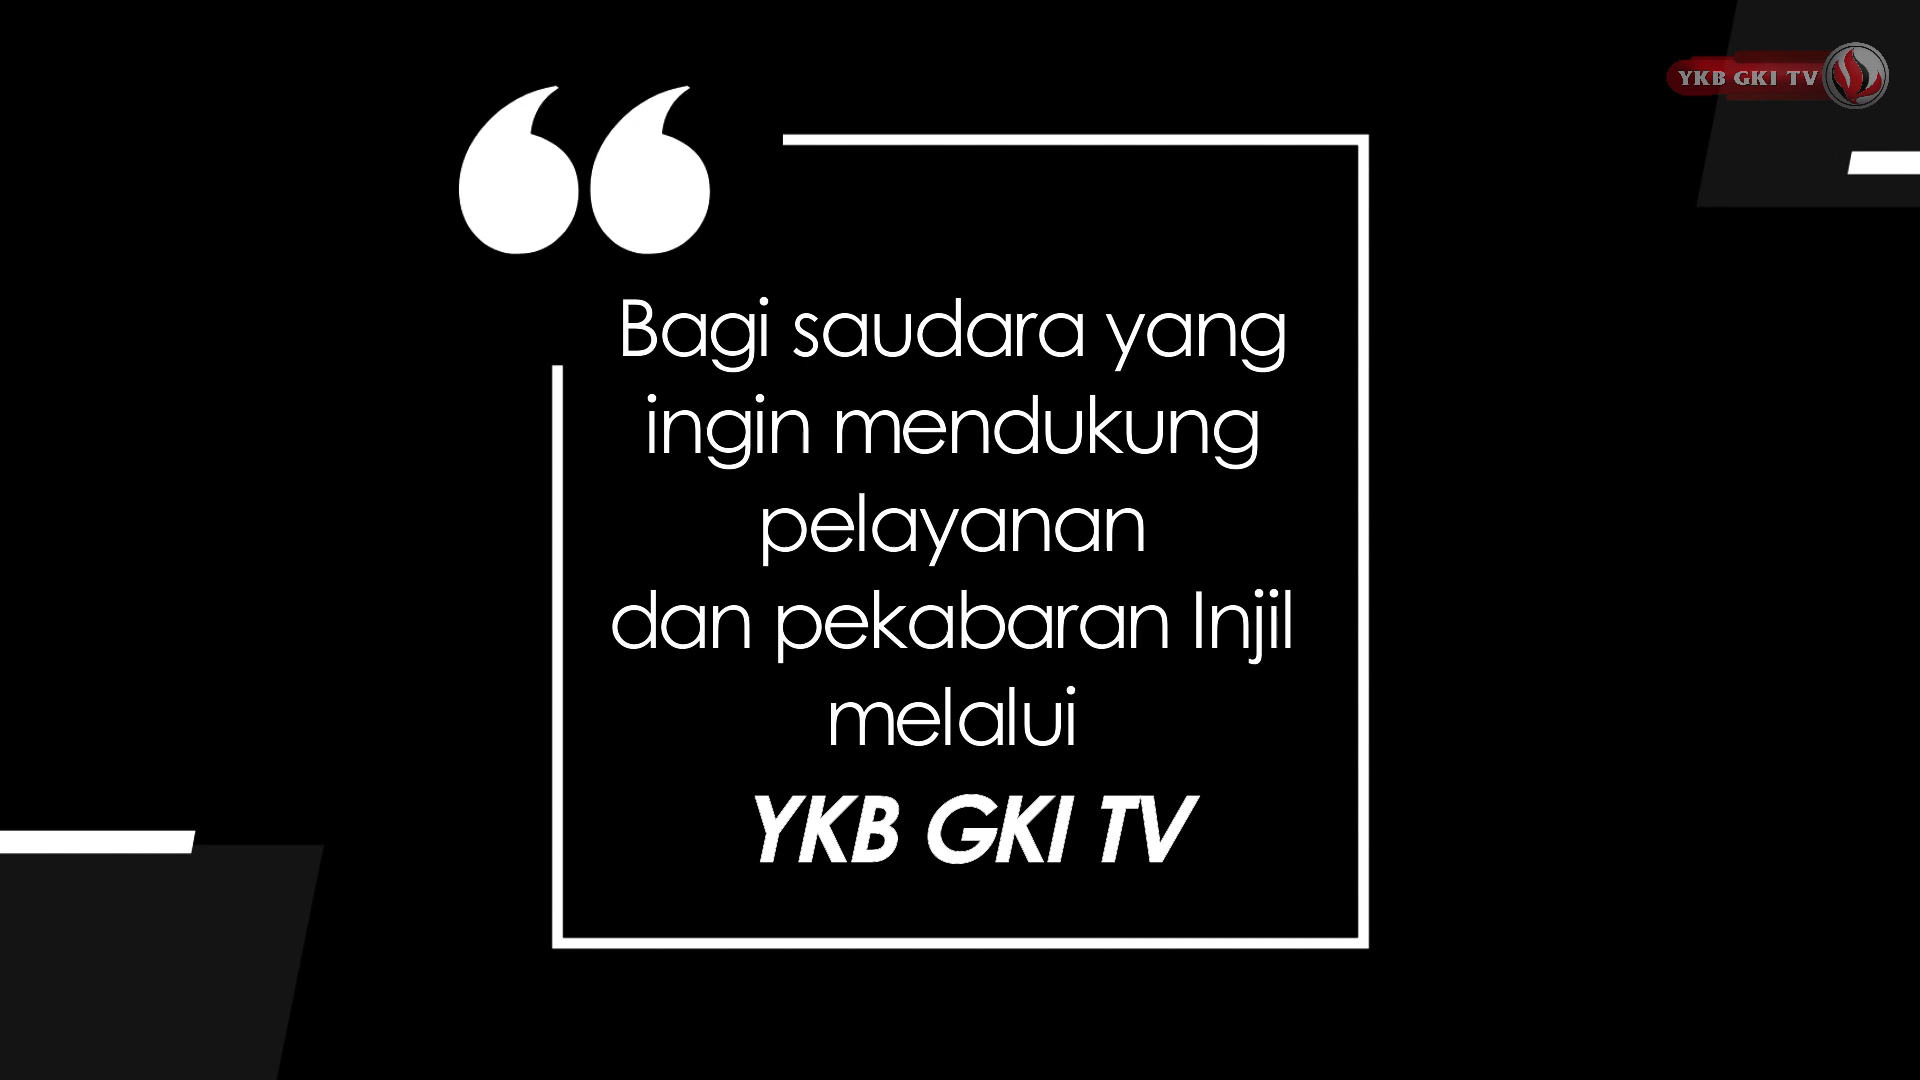 YKB GKI TV
Bagi saudara yang
ingin mendukung
pelayanan
dan pekabaran Injil
melalui
YKB GKI TV